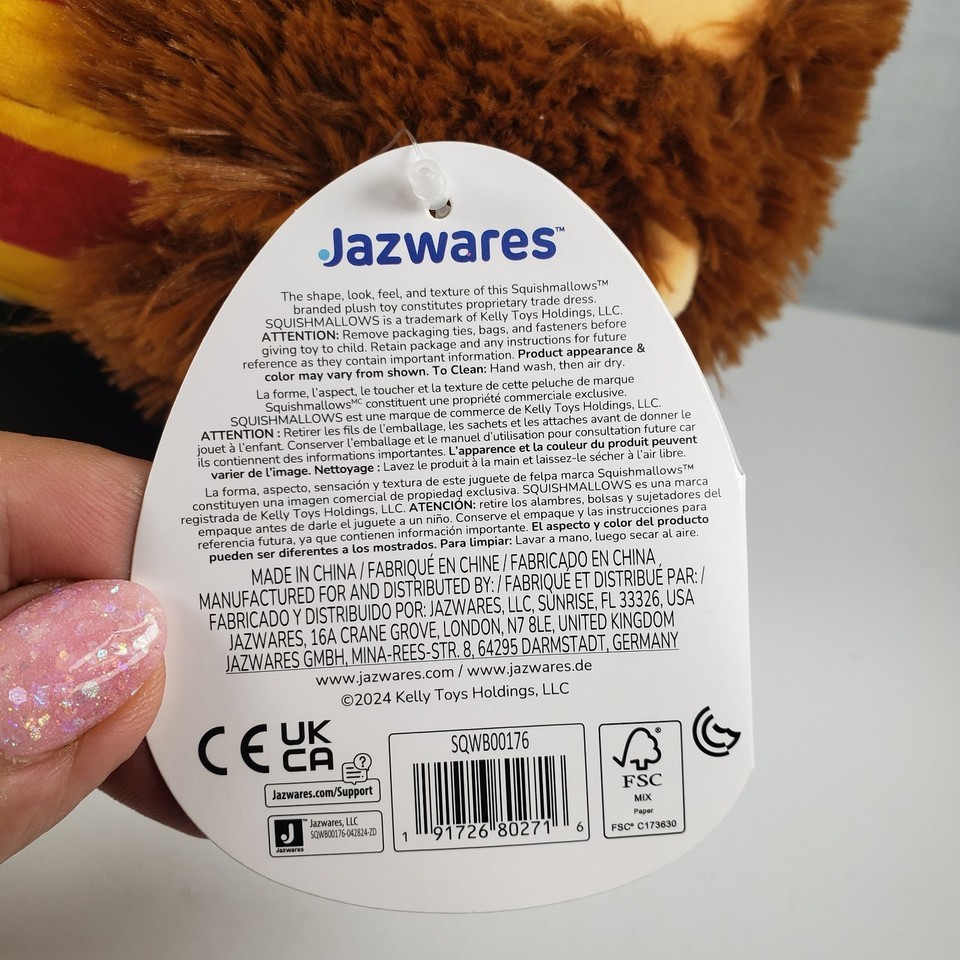 Jazwares™
The shape, look, feel, and texture of this Squishmallows™
branded plush toy constitutes proprietary trade dress.
SQUISHMALLOWS is a trademark of Kelly Toys Holdings, LLC.
ATTENTION: Remove packaging ties, bags, and fasteners before
giving toy to child. Retain package and any instructions for future
reference as they contain important information. Product appearance &
color may vary from shown. To Clean: Hand wash, then air dry.
La forme, l'aspect, le toucher et la texture de cette peluche de marque
Squishmallowsᴹᶜ constituent une propriété commerciale exclusive.
SQUISHMALLOWS est une marque de commerce de Kelly Toys Holdings, LLC.
ATTENTION : Retirer les fils de l'emballage, les sachets et les attaches avant de donner le
jouet à l'enfant. Conserver l'emballage et le manuel d'utilisation pour consultation future car
ils contiennent des informations importantes. L'apparence et la couleur du produit peuvent
varier de l'image. Nettoyage : Lavez le produit à la main et laissez-le sécher à l'air libre.
La forma, aspecto, sensación y textura de este juguete de felpa marca Squishmallows™
constituyen una imagen comercial de propiedad exclusiva. SQUISHMALLOWS es una marca
registrada de Kelly Toys Holdings, LLC. ATENCIÓN: retire los alambres, bolsas y sujetadores del
empaque antes de darle el juguete a un niño. Conserve el empaque y las instrucciones para
referencia futura, ya que contienen información importante. El aspecto y color del producto
pueden ser diferentes a los mostrados. Para limpiar: Lavar a mano, luego secar al aire.
MADE IN CHINA / FABRIQUÉ EN CHINE / FABRICADO EN CHINA
MANUFACTURED FOR AND DISTRIBUTED BY: / FABRIQUÉ ET DISTRIBUÉ PAR: /
FABRICADO Y DISTRIBUIDO POR: JAZWARES, LLC, SUNRISE, FL 33326, USA
JAZWARES, 16A CRANE GROVE, LONDON, N7 8LE, UNITED KINGDOM
JAZWARES GMBH, MINA-REES-STR. 8, 64295 DARMSTADT, GERMANY
www.jazwares.com / www.jazwares.de
©2024 Kelly Toys Holdings, LLC
CE UK
CA
?
Jazwares.com/Support
J
Jazwares
Jazwares, LLC
SQWB00176-042824-ZD
SQWB00176
1 91726 80271 6
FSC®
MIX
Paper
FSC® C173630